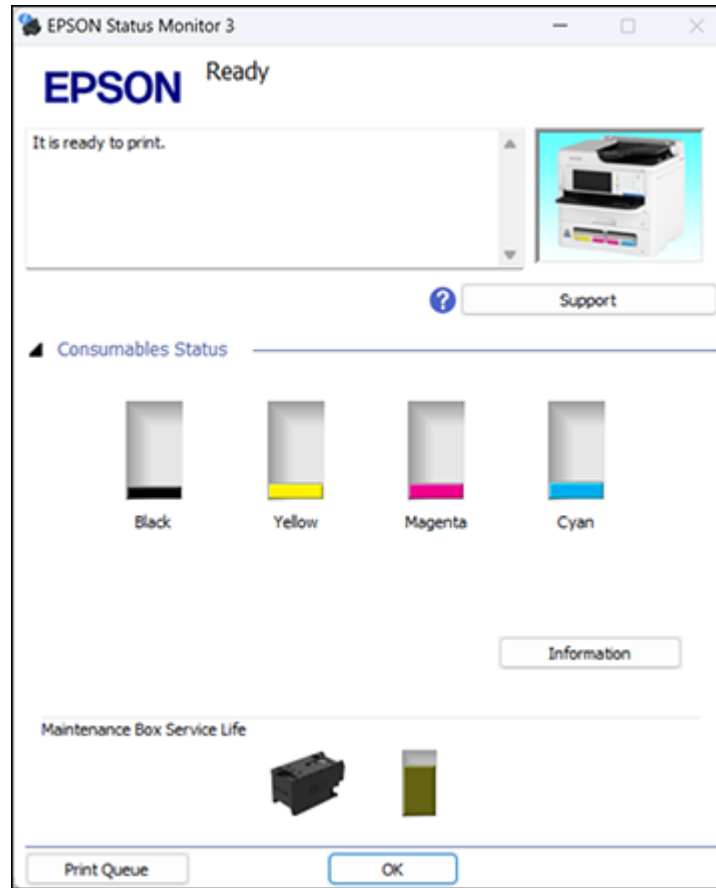 EPSON Status Monitor 3
EPSON
Ready
It is ready to print.
Support
Consumables Status
Black Yellow Magenta Cyan
Information
Maintenance Box Service Life
Print Queue OK